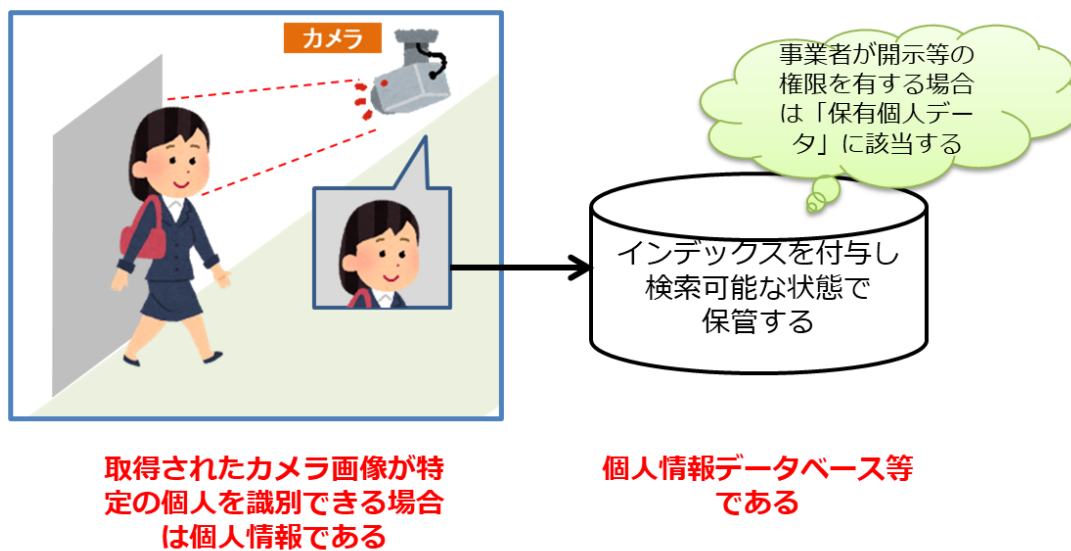 カメラ
事業者が開示等の
権限を有する場合
は「保有個人デー
タ」に該当する
インデックスを付与し
検索可能な状態で
保管する
取得されたカメラ画像が特
定の個人を識別できる場合
は個人情報である
個人情報データベース等
である